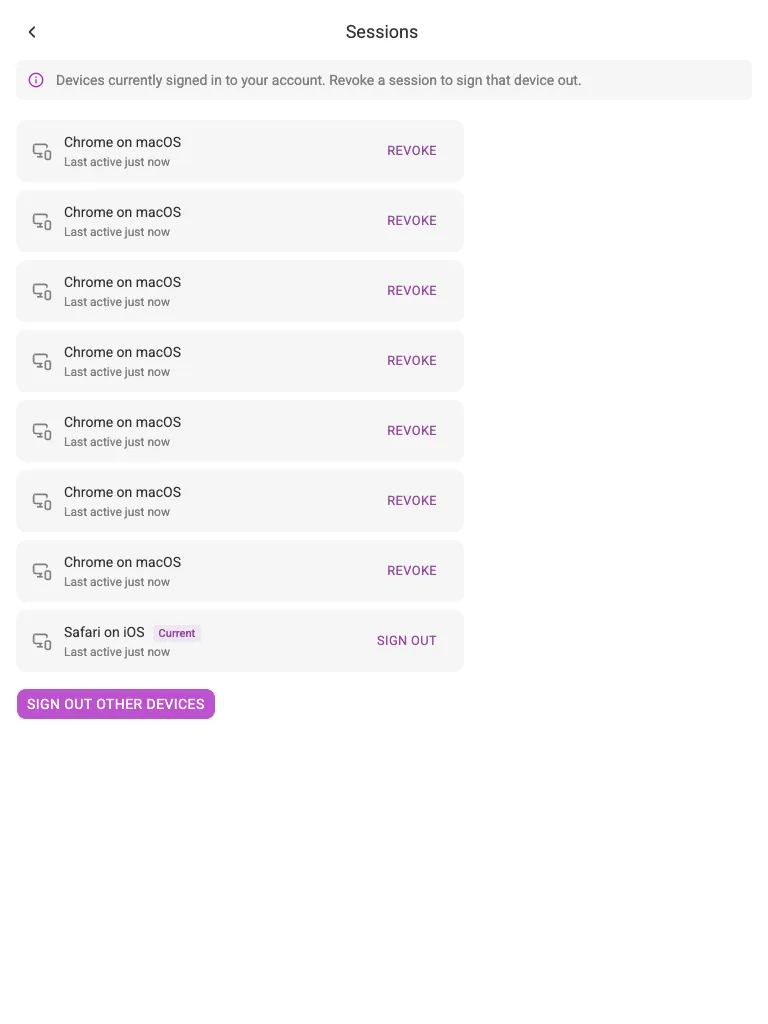 Sessions
Devices currently signed in to your account. Revoke a session to sign that device out.
Chrome on macOS
Last active just now
REVOKE
Chrome on macOS
Last active just now
REVOKE
Chrome on macOS
Last active just now
REVOKE
Chrome on macOS
Last active just now
REVOKE
Chrome on macOS
Last active just now
REVOKE
Chrome on macOS
Last active just now
REVOKE
Chrome on macOS
Last active just now
REVOKE
Safari on iOS Current
Last active just now
SIGN OUT
SIGN OUT OTHER DEVICES